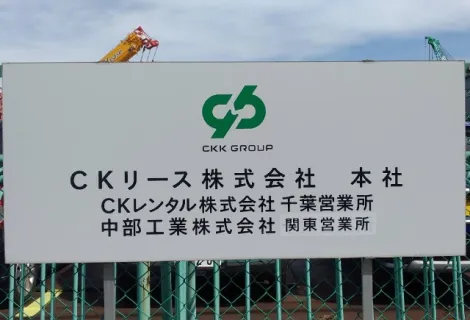 CKK GROUP
CKリース株式会社 本社
CKレンタル株式会社 千葉営業所
中部工業株式会社 関東営業所